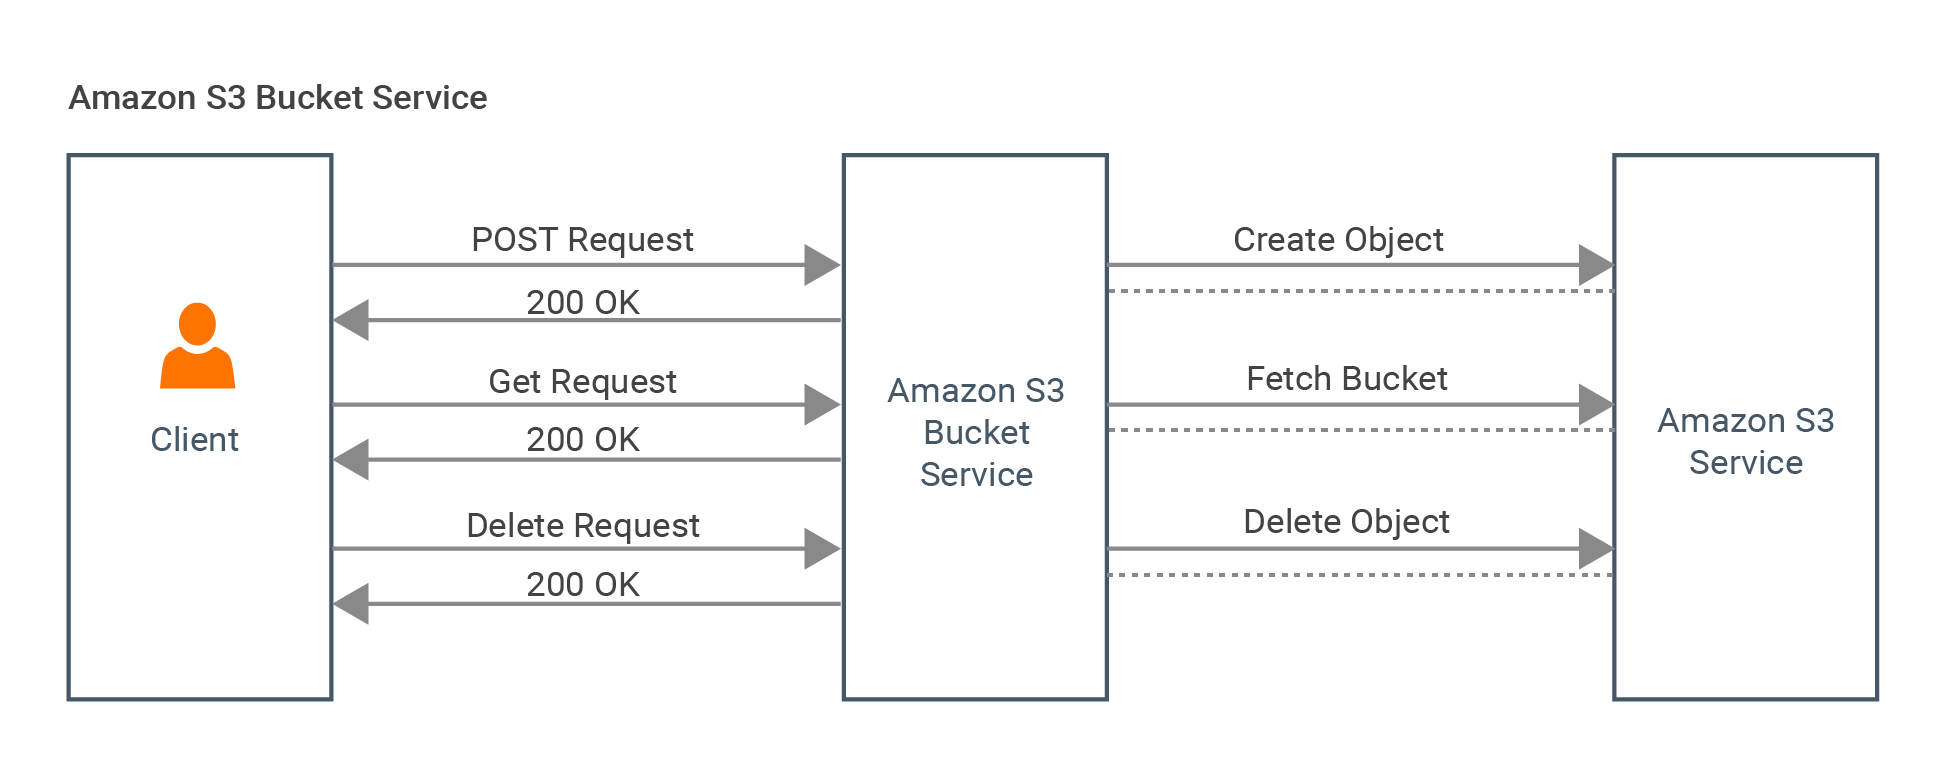 Amazon S3 Bucket Service
POST Request
Create Object
200 OK
Get Request
Fetch Bucket
Client
200 OK
Amazon S3
Bucket
Service
Amazon S3
Service
Delete Request
Delete Object
200 OK